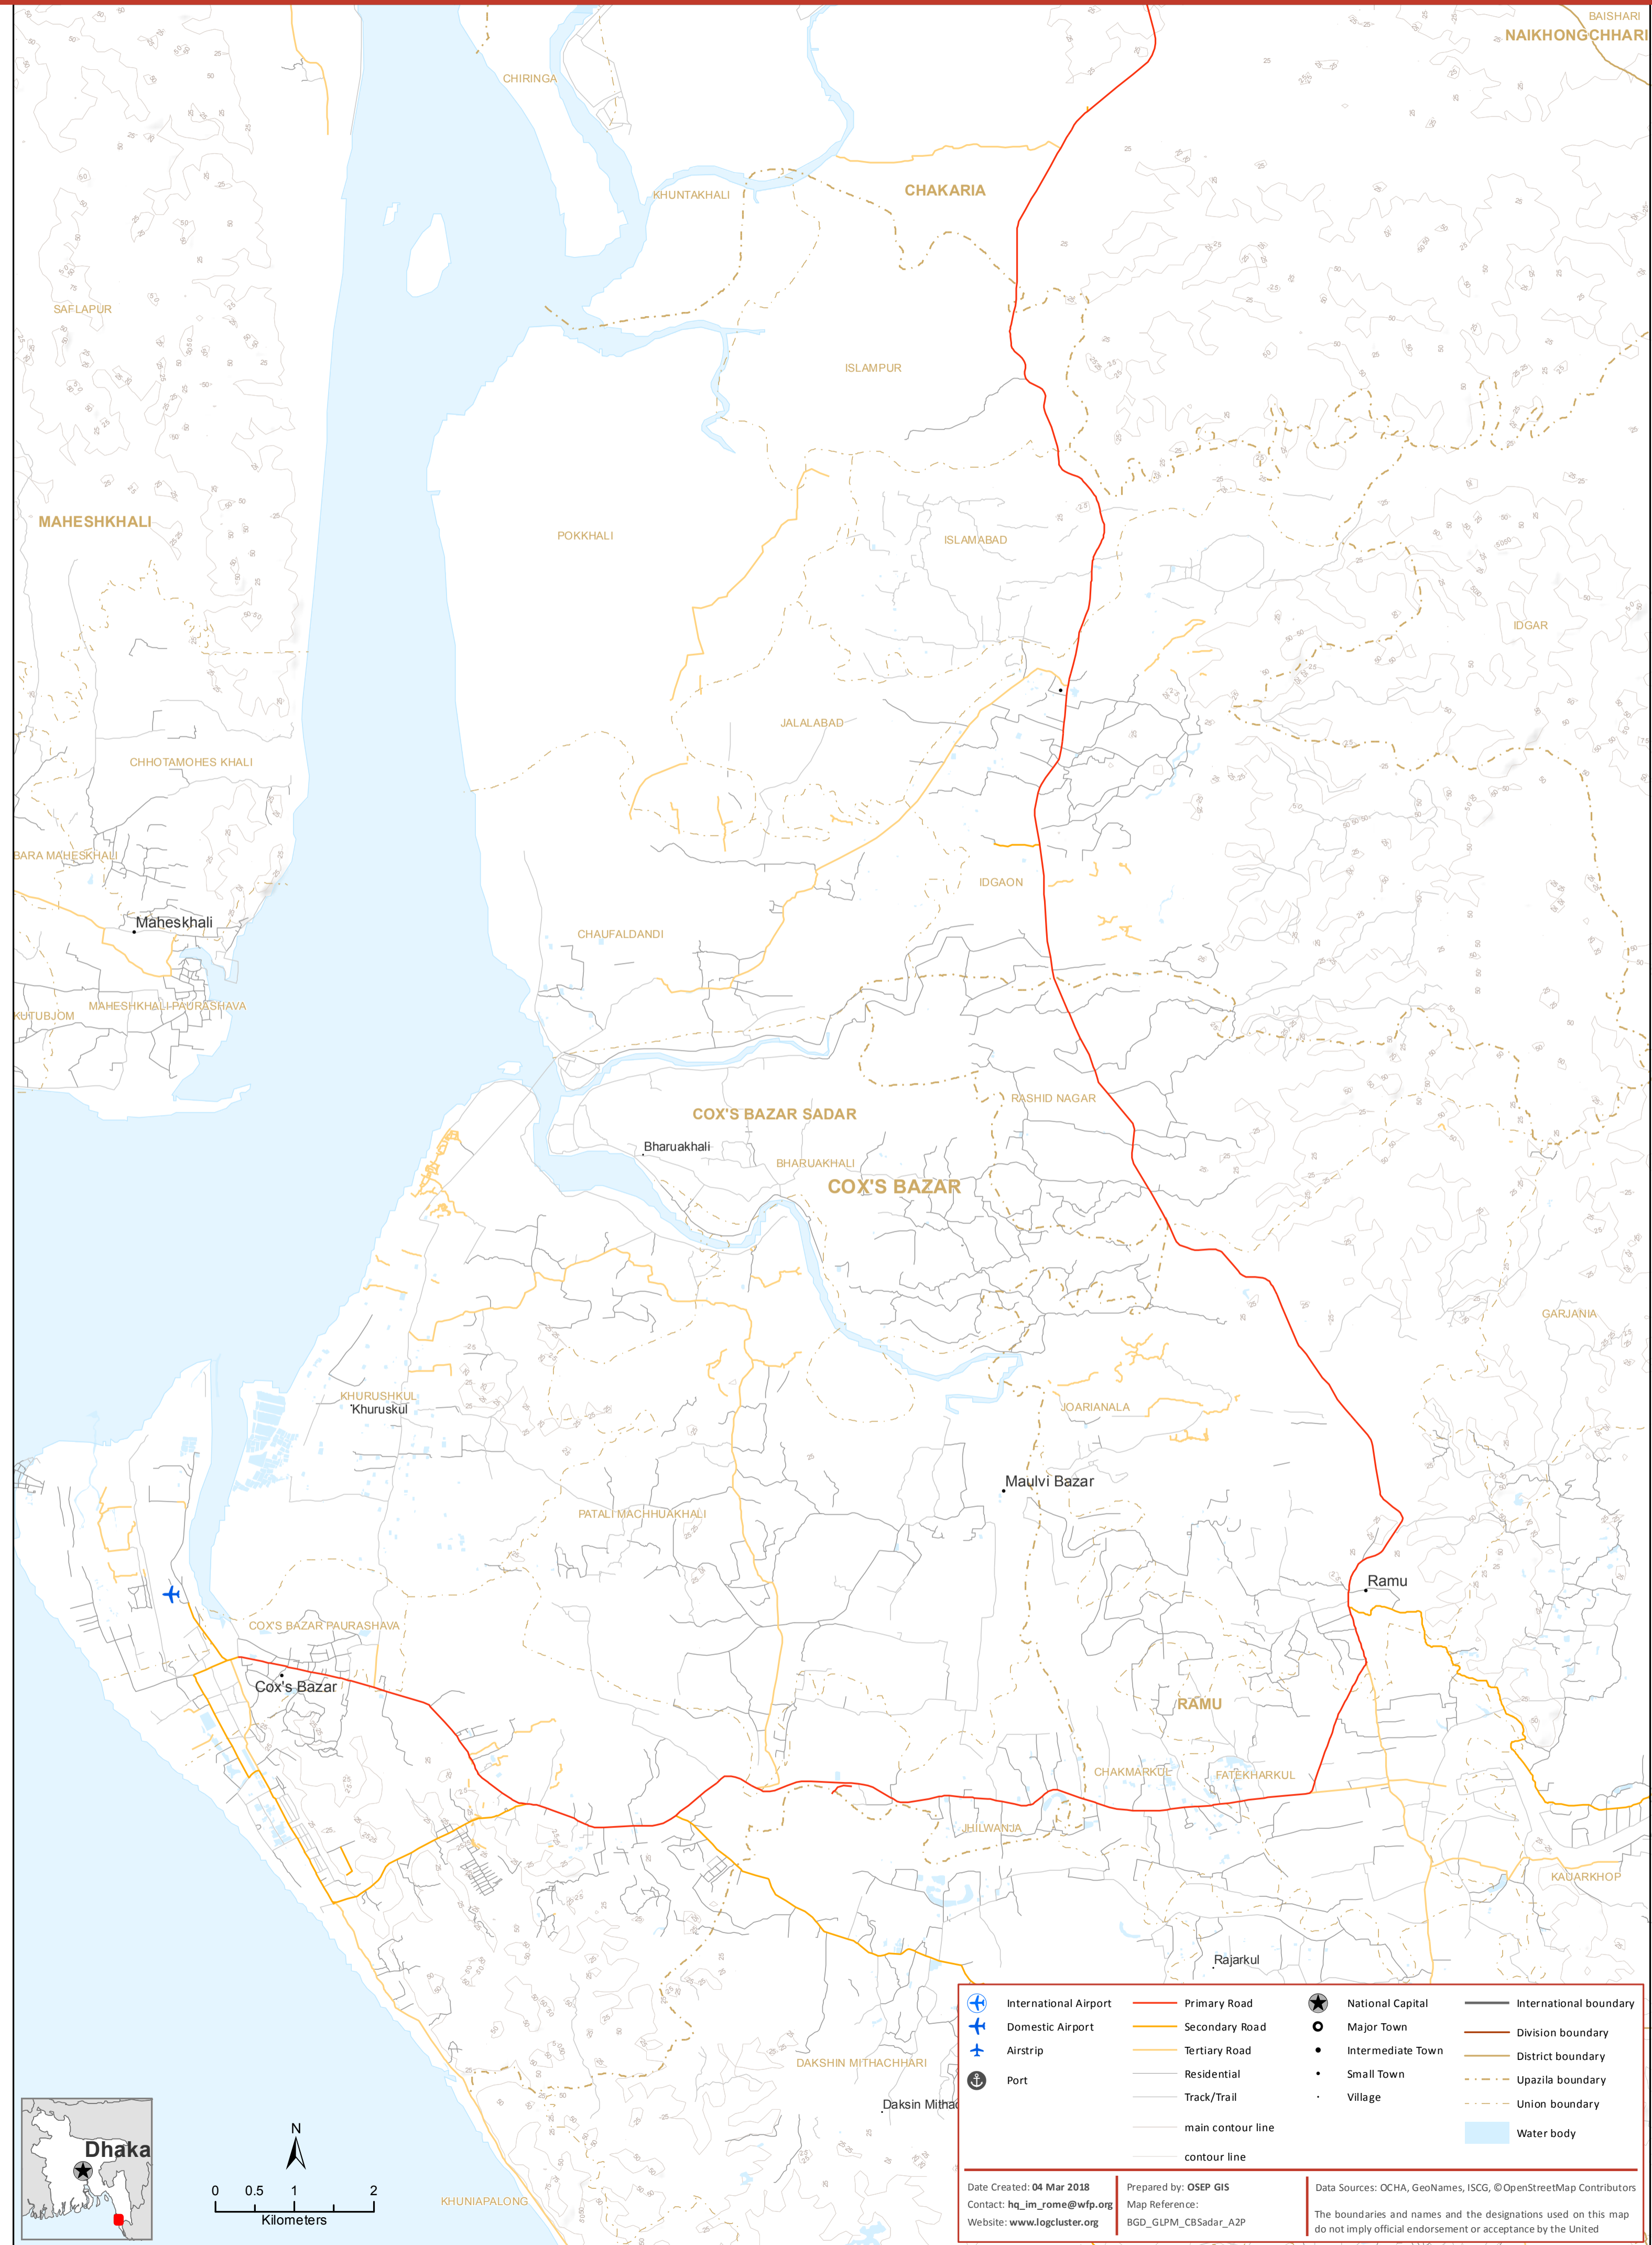 BAISHARI
NAIKHONGCHHARI
CHIRINGA
KHUNTAKHALI
CHAKARIA
SAFLAPUR
ISLAMPUR
MAHESHKHALI
POKKHALI
ISLAMABAD
IDGAR
JALALABAD
CHHOTAMOHES KHALI
BARA MAHESKHALI
IDGAON
Maheskhali
CHAUFALDANDI
MAHESHKHALI PAURASHAVA
KUTUBJOM
RASHID NAGAR
COX'S BAZAR SADAR
Bharuakhali
BHARUAKHALI
COX'S BAZAR
GARJANIA
KHURUSHKUL
Khuruskul
JOARIANALA
Maulvi Bazar
PATALI MACHHUAKHALI
Ramu
COX'S BAZAR PAURASHAVA
Cox's Bazar
RAMU
CHAKMARKUL
FATEKHARKUL
JHILWANJA
KAUARKHOP
Rajarkul
DAKSHIN MITHACHHARI
Daksin Mithac
KHUNIAPALONG
Dhaka
N
0 0.5 1 2
Kilometers
International Airport
Domestic Airport
Airstrip
Port
Primary Road
Secondary Road
Tertiary Road
Residential
Track/Trail
main contour line
contour line
National Capital
Major Town
Intermediate Town
Small Town
Village
International boundary
Division boundary
District boundary
Upazila boundary
Union boundary
Water body
Date Created: 04 Mar 2018
Contact: hq_im_rome@wfp.org
Website: www.logcluster.org
Prepared by: OSEP GIS
Map Reference:
BGD_GLPM_CBSadar_A2P
Data Sources: OCHA, GeoNames, ISCG, © OpenStreetMap Contributors
The boundaries and names and the designations used on this map
do not imply official endorsement or acceptance by the United